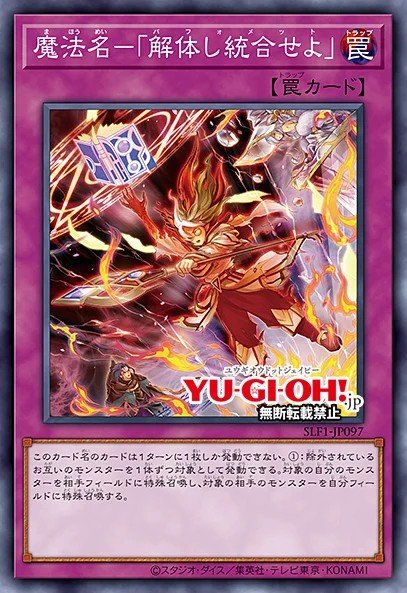 魔法名－「解体し統合せよ」 罠
【罠カード】
ユウギオウドットジェイピー
YU-GI-OH!.jp
無断転載禁止
SLF1-JP097
このカード名のカードは1ターンに1枚しか発動できない。①：除外されている
お互いのモンスターを1体ずつ対象として発動できる。対象の自分のモンス
ターを相手フィールドに特殊召喚し、対象の相手のモンスターを自分フィー
ルドに特殊召喚する。
©スタジオ・ダイス／集英社・テレビ東京・KONAMI